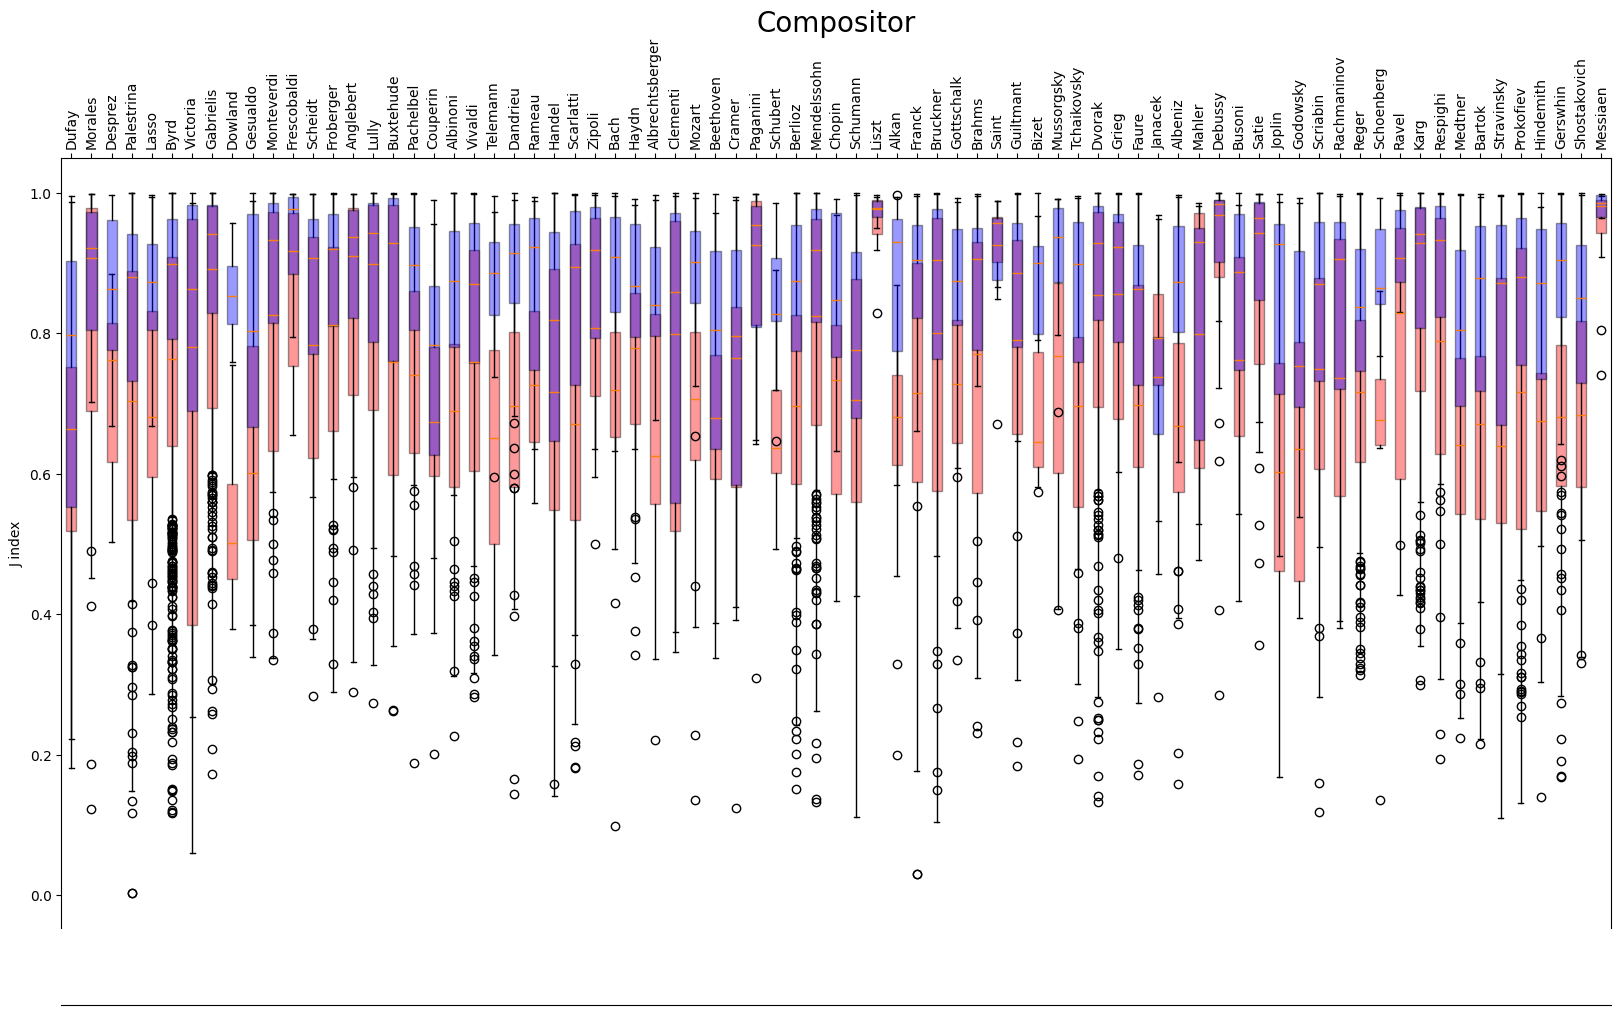 Compositor
Dufay
Morales
Desprez
Palestrina
Lasso
Byrd
Victoria
Gabrielis
Dowland
Gesualdo
Monteverdi
Frescobaldi
Scheidt
Froberger
Anglebert
Lully
Buxtehude
Pachelbel
Couperin
Albinoni
Vivaldi
Telemann
Dandrieu
Rameau
Handel
Scarlatti
Zipoli
Bach
Haydn
Albrechtsberger
Clementi
Mozart
Beethoven
Cramer
Paganini
Schubert
Berlioz
Mendelssohn
Chopin
Schumann
Liszt
Alkan
Franck
Bruckner
Gottschalk
Brahms
Saint
Guiltmant
Bizet
Mussorgsky
Tchaikovsky
Dvorak
Grieg
Faure
Janacek
Albeniz
Mahler
Debussy
Busoni
Satie
Joplin
Godowsky
Scriabin
Rachmaninov
Reger
Schoenberg
Ravel
Karg
Respighi
Medtner
Bartok
Stravinsky
Prokofiev
Hindemith
Gerswhin
Shostakovich
Messiaen
1.0
0.8
0.6
0.4
0.2
0.0
J index